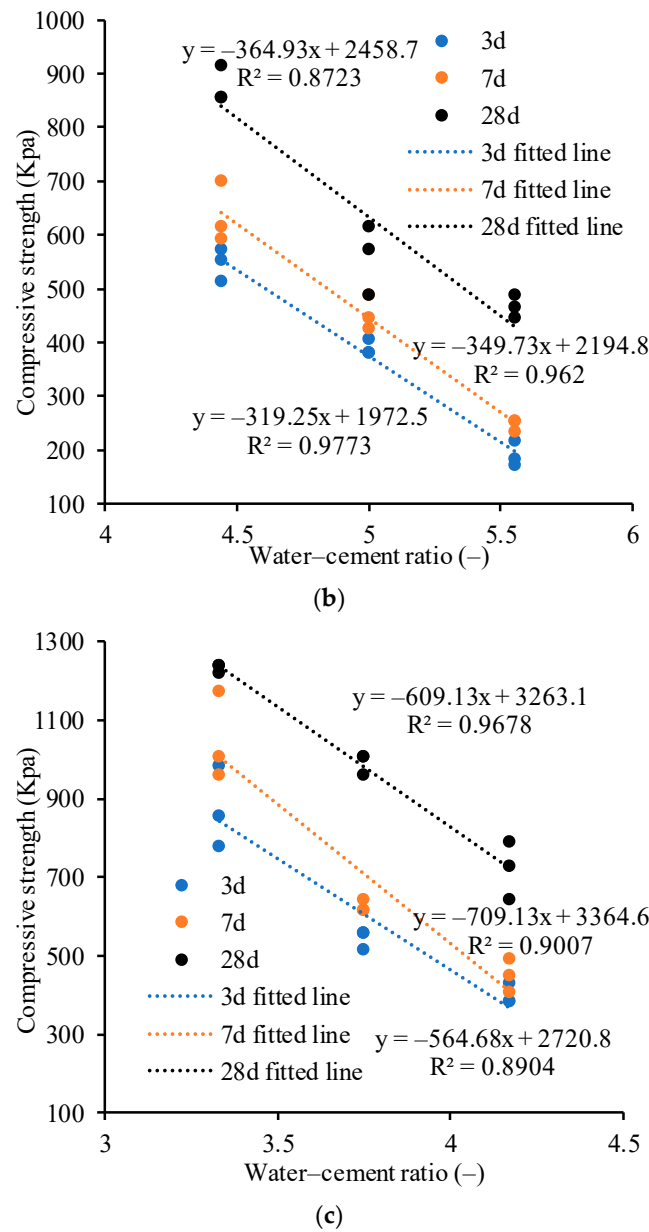 1000
900
800
700
600
500
400
300
200
100
4
4.5
5
5.5
6
Compressive strength (Kpa)
Water–cement ratio (–)
y = –364.93x + 2458.7
R² = 0.8723
3d
7d
28d
3d fitted line
7d fitted line
28d fitted line
y = –349.73x + 2194.8
R² = 0.962
y = –319.25x + 1972.5
R² = 0.9773
(b)
1300
1100
900
700
500
300
100
3
3.5
4
4.5
Compressive strength (Kpa)
Water–cement ratio (–)
y = –609.13x + 3263.1
R² = 0.9678
3d
7d
28d
3d fitted line
7d fitted line
28d fitted line
y = –709.13x + 3364.6
R² = 0.9007
y = –564.68x + 2720.8
R² = 0.8904
(c)